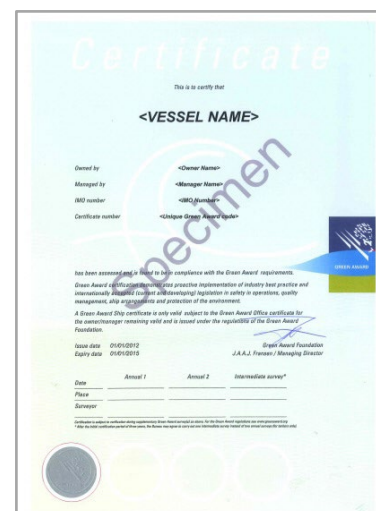 Certificate
This is to certify that
<VESSEL NAME>
Owned by <Owner Name>
Managed by <Manager Name>
IMO number <IMO Number>
Certificate number <Unique Green Award code>
Specimen
GREEN AWARD
has been assessed and is found to be in compliance with the Green Award requirements.
Green Award certification demonstrates proactive implementation of industry best practice and
internationally accepted (current and developing) legislation in safety in operations, quality
management, ship arrangements and protection of the environment.
A Green Award Ship certificate is only valid subject to the Green Award Office certificate for
the owner/manager remaining valid and is issued under the regulations of the Green Award
Foundation.
Issue date 01/01/2012 Green Award Foundation
Expiry date 01/01/2015 J.A.A.J. Fransen / Managing Director
Annual 1 Annual 2 Intermediate survey*
Date
Place
Surveyor